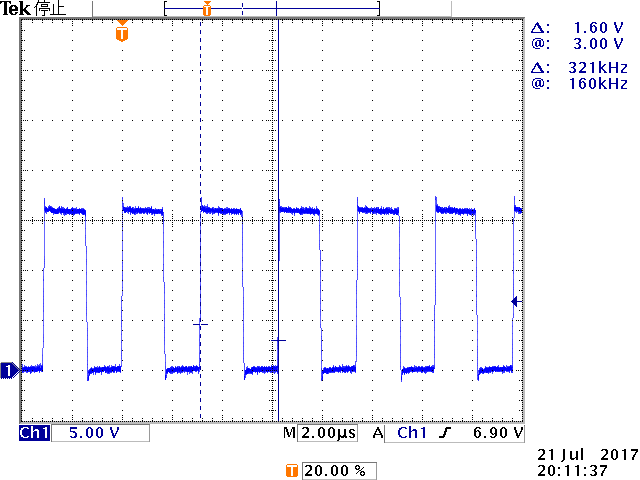 Tek 停止
T
T
Δ: 1.60 V
@: 3.00 V
Δ: 321kHz
@: 160kHz
1
Ch1 5.00 V M 2.00µs A Ch1 6.90 V
T 20.00 %
21 Jul 2017
20:11:37